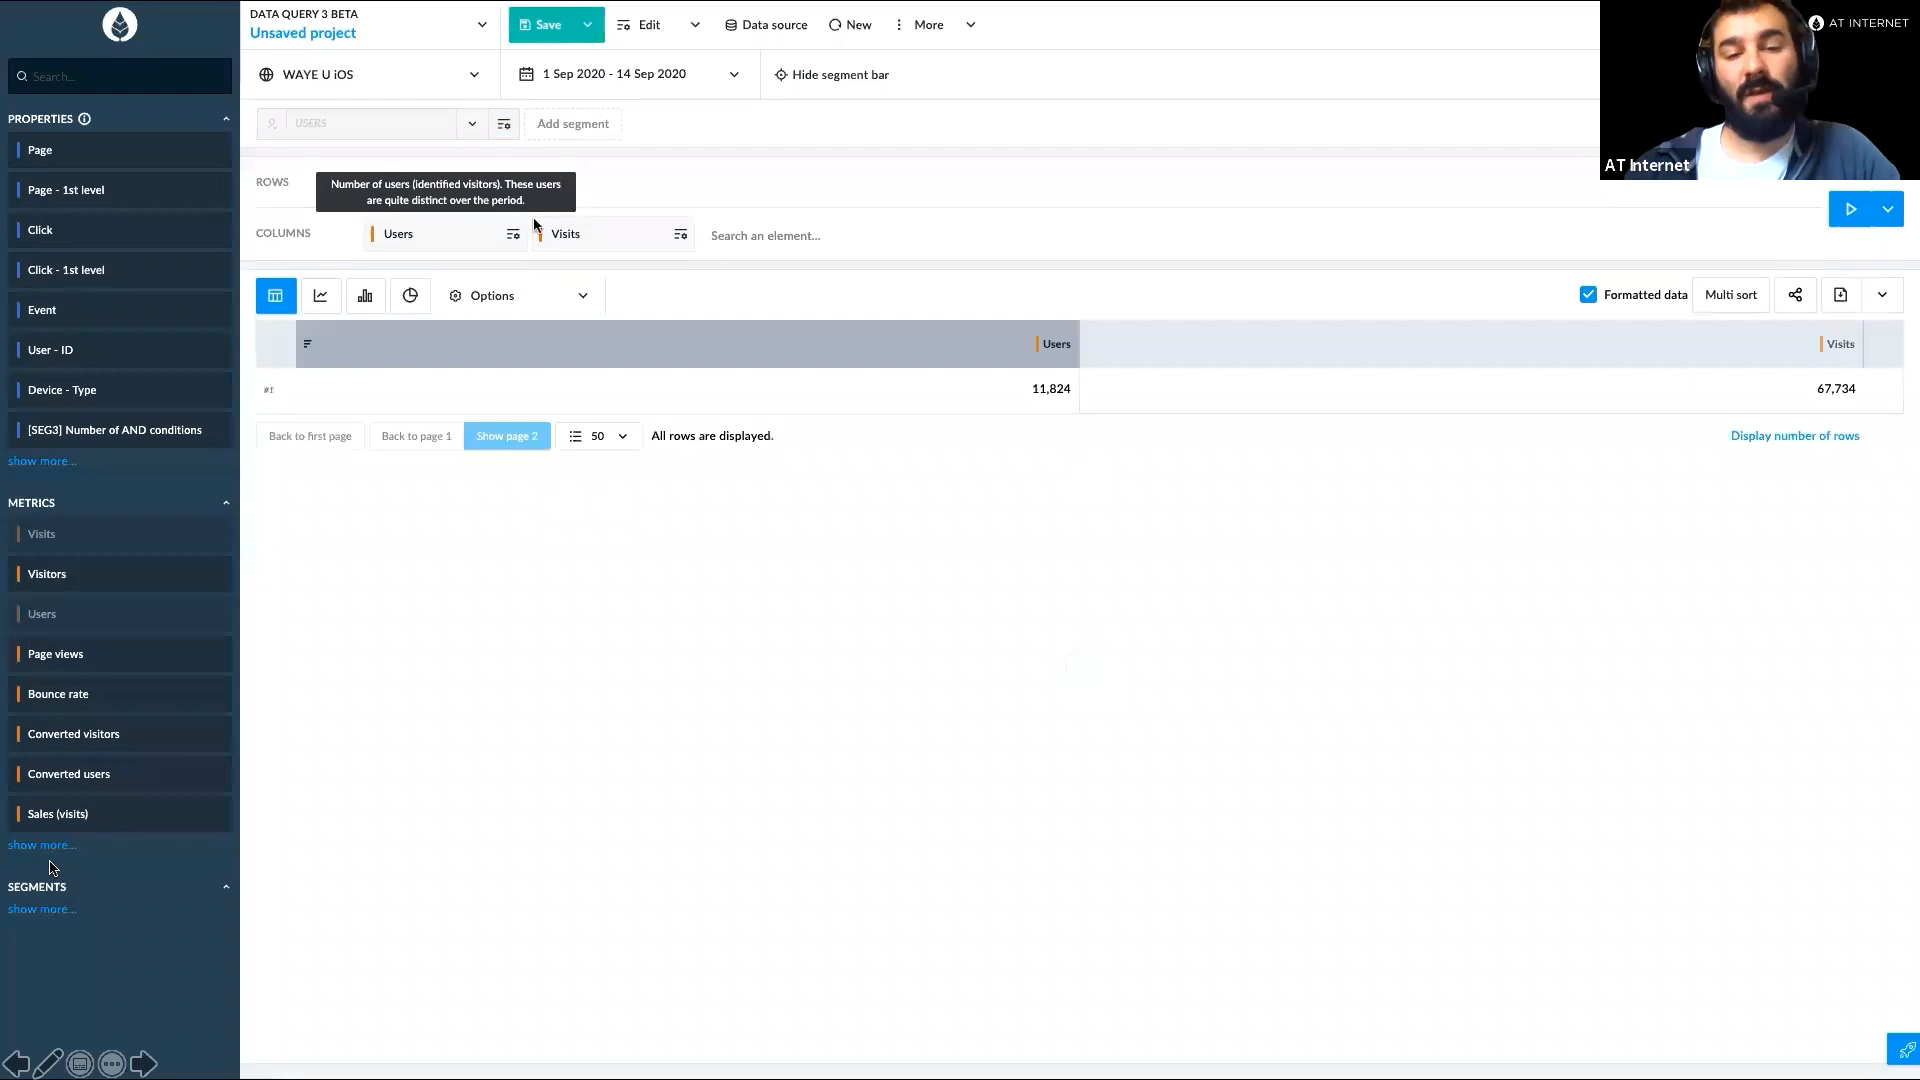 DATA QUERY 3 BETA
Unsaved project
Save
Edit
Data source
New
More
AT INTERNET
AT Internet
Search...
WAYE U iOS
1 Sep 2020 - 14 Sep 2020
Hide segment bar
USERS
Add segment
PROPERTIES
Page
Page - 1st level
Click
Click - 1st level
Event
User - ID
Device - Type
[SEG3] Number of AND conditions
show more...
METRICS
Visits
Visitors
Users
Page views
Bounce rate
Converted visitors
Converted users
Sales (visits)
show more...
SEGMENTS
show more...
ROWS
Number of users (identified visitors). These users
are quite distinct over the period.
COLUMNS
Users
Visits
Search an element...
Options
Formatted data
Multi sort
Users
Visits
#1
11,824
67,734
Back to first page
Back to page 1
Show page 2
50
All rows are displayed.
Display number of rows